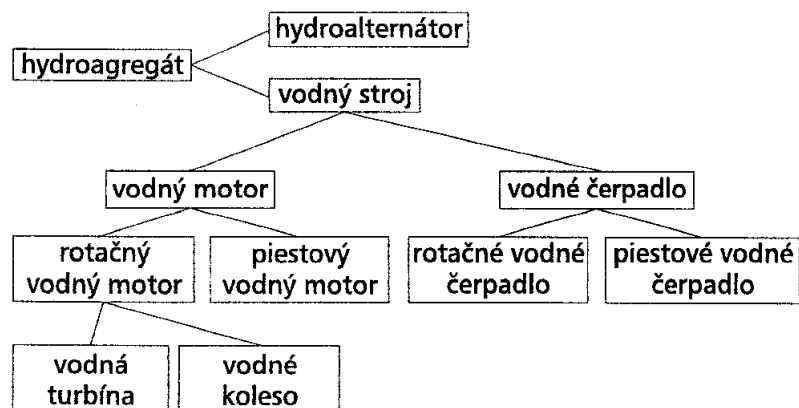 hydroalternátor
hydroagregát
vodný stroj
vodný motor
vodné čerpadlo
rotačný
vodný motor
piestový
vodný motor
rotačné vodné
čerpadlo
piestové vodné
čerpadlo
vodná
turbína
vodné
koleso